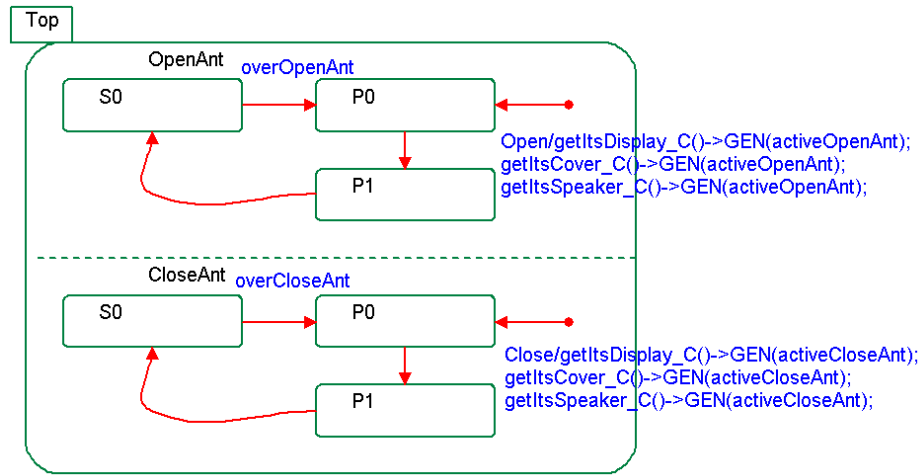 Top
OpenAnt
overOpenAnt
S0
P0
Open/getItsDisplay_C()->GEN(activeOpenAnt);
getItsCover_C()->GEN(activeOpenAnt);
P1
getItsSpeaker_C()->GEN(activeOpenAnt);
CloseAnt
overCloseAnt
S0
P0
Close/getItsDisplay_C()->GEN(activeCloseAnt);
getItsCover_C()->GEN(activeCloseAnt);
P1
getItsSpeaker_C()->GEN(activeCloseAnt);